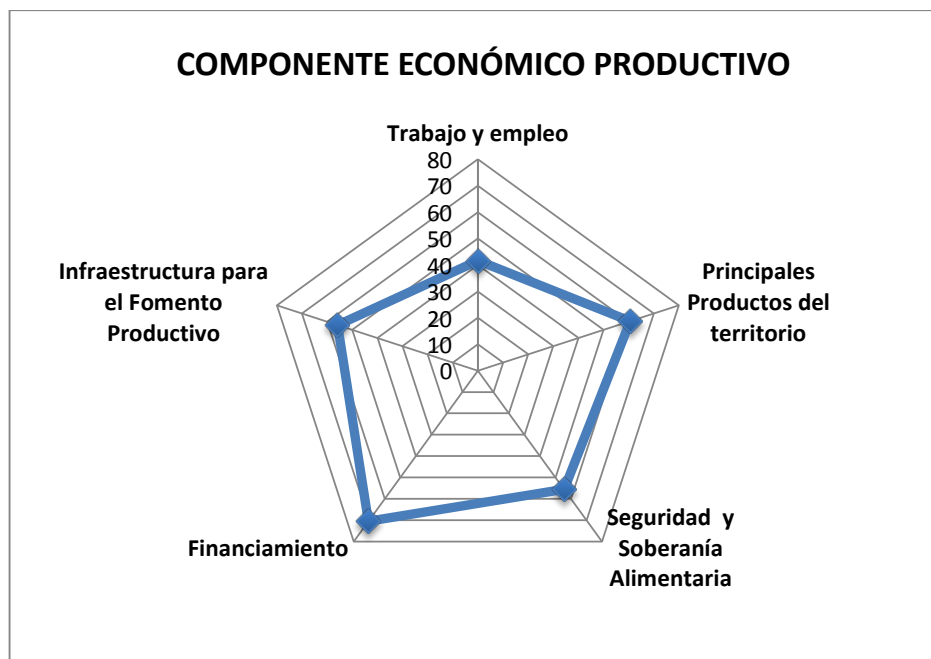 COMPONENTE ECONÓMICO PRODUCTIVO
Trabajo y empleo
80
70
60
50
40
30
20
10
0
Principales
Productos del
territorio
Seguridad y
Soberanía
Alimentaria
Financiamiento
Infraestructura para
el Fomento
Productivo